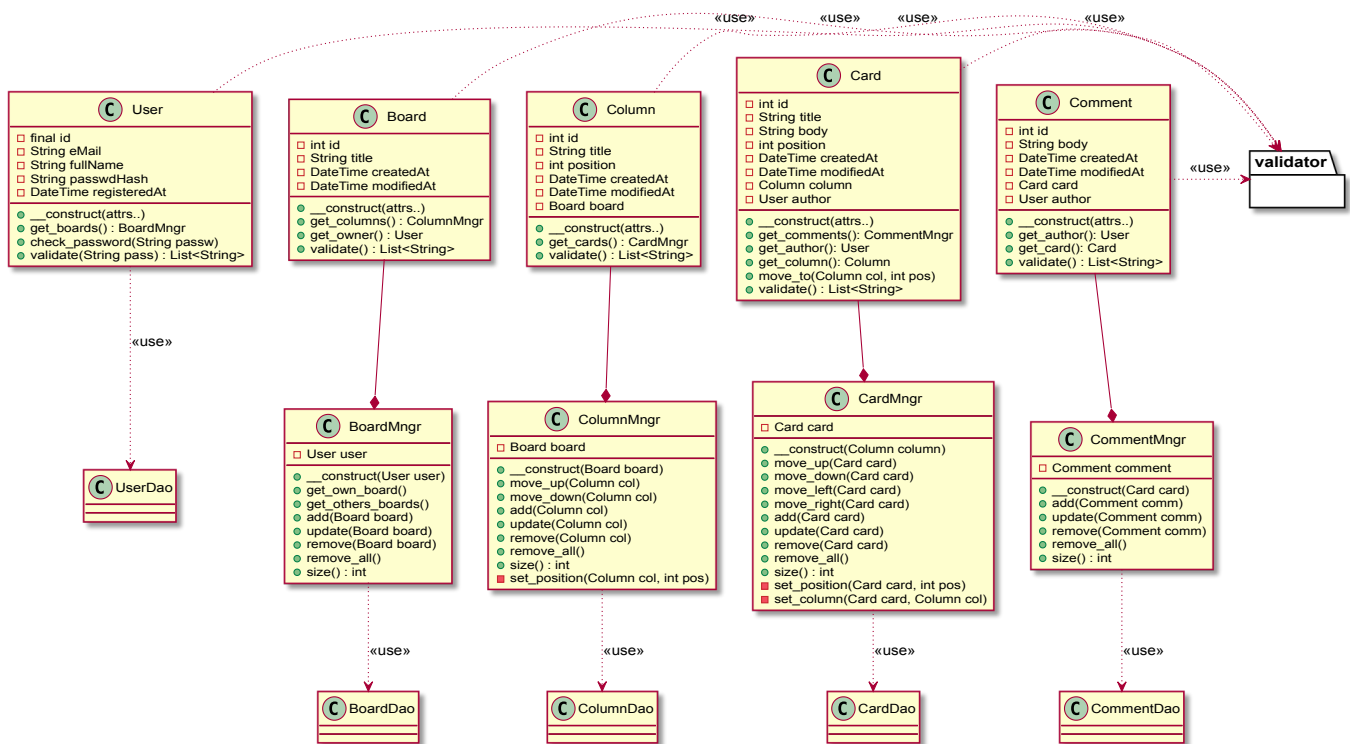 «use»
«use»
«use»
«use»
C User
final id
String eMail
String fullName
String passwdHash
DateTime registeredAt
__construct(attrs..)
get_boards() : BoardMngr
check_password(String passw)
validate(String pass) : List<String>
C Board
int id
String title
DateTime createdAt
DateTime modifiedAt
__construct(attrs..)
get_columns() : ColumnMngr
get_owner() : User
validate() : List<String>
C Column
int id
String title
int position
DateTime createdAt
DateTime modifiedAt
Board board
__construct(attrs..)
get_cards() : CardMngr
validate() : List<String>
C Card
int id
String title
String body
int position
DateTime createdAt
DateTime modifiedAt
Column column
User author
__construct(attrs..)
get_comments(): CommentMngr
get_author(): User
get_column(): Column
move_to(Column col, int pos)
validate() : List<String>
C Comment
int id
String body
DateTime createdAt
DateTime modifiedAt
Card card
User author
__construct(attrs..)
get_author(): User
get_card(): Card
validate() : List<String>
«use»
validator
«use»
C UserDao
C BoardMngr
User user
__construct(User user)
get_own_board()
get_others_boards()
add(Board board)
update(Board board)
remove(Board board)
remove_all()
size() : int
C ColumnMngr
Board board
__construct(Board board)
move_up(Column col)
move_down(Column col)
add(Column col)
update(Column col)
remove(Column col)
remove_all()
size() : int
set_position(Column col, int pos)
C CardMngr
Card card
__construct(Column column)
move_up(Card card)
move_down(Card card)
move_left(Card card)
move_right(Card card)
add(Card card)
update(Card card)
remove(Card card)
remove_all()
size() : int
set_position(Card card, int pos)
set_column(Card card, Column col)
C CommentMngr
Comment comment
__construct(Card card)
add(Comment comm)
update(Comment comm)
remove(Comment comm)
remove_all()
size() : int
«use»
«use»
«use»
«use»
C BoardDao
C ColumnDao
C CardDao
C CommentDao